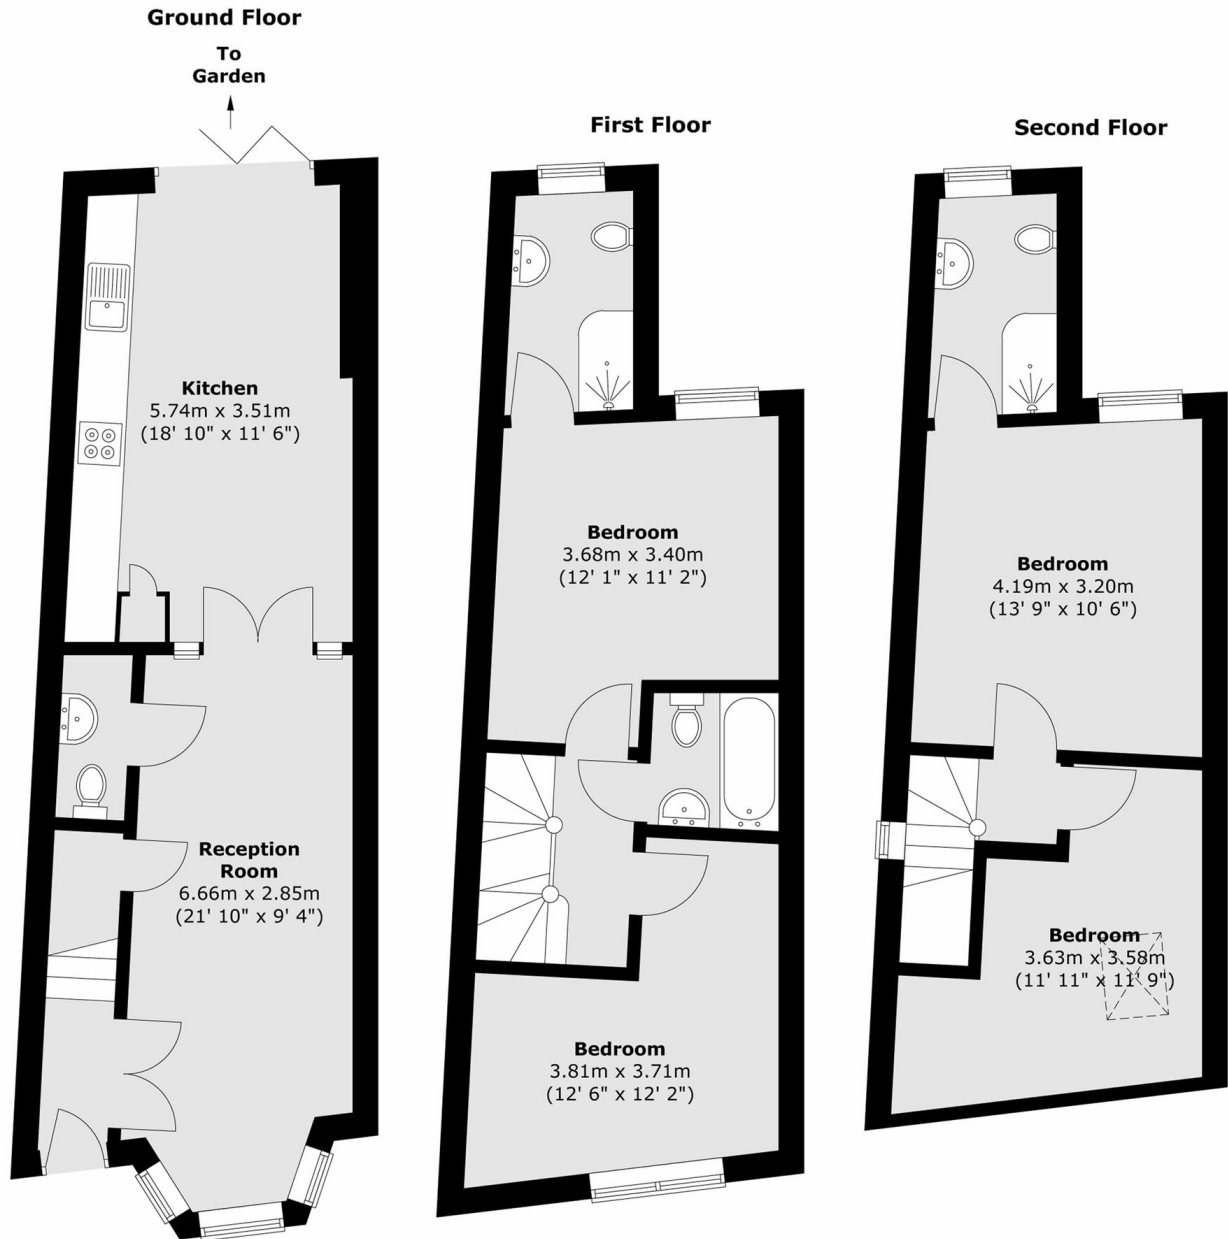 Ground Floor
To
Garden
Kitchen
5.74m x 3.51m
(18' 10" x 11' 6")
Reception
Room
6.66m x 2.85m
(21' 10" x 9' 4")
First Floor
Bedroom
3.68m x 3.40m
(12' 1" x 11' 2")
Bedroom
3.81m x 3.71m
(12' 6" x 12' 2")
Second Floor
Bedroom
4.19m x 3.20m
(13' 9" x 10' 6")
Bedroom
3.63m x 3.58m
(11' 11" x 11' 9")